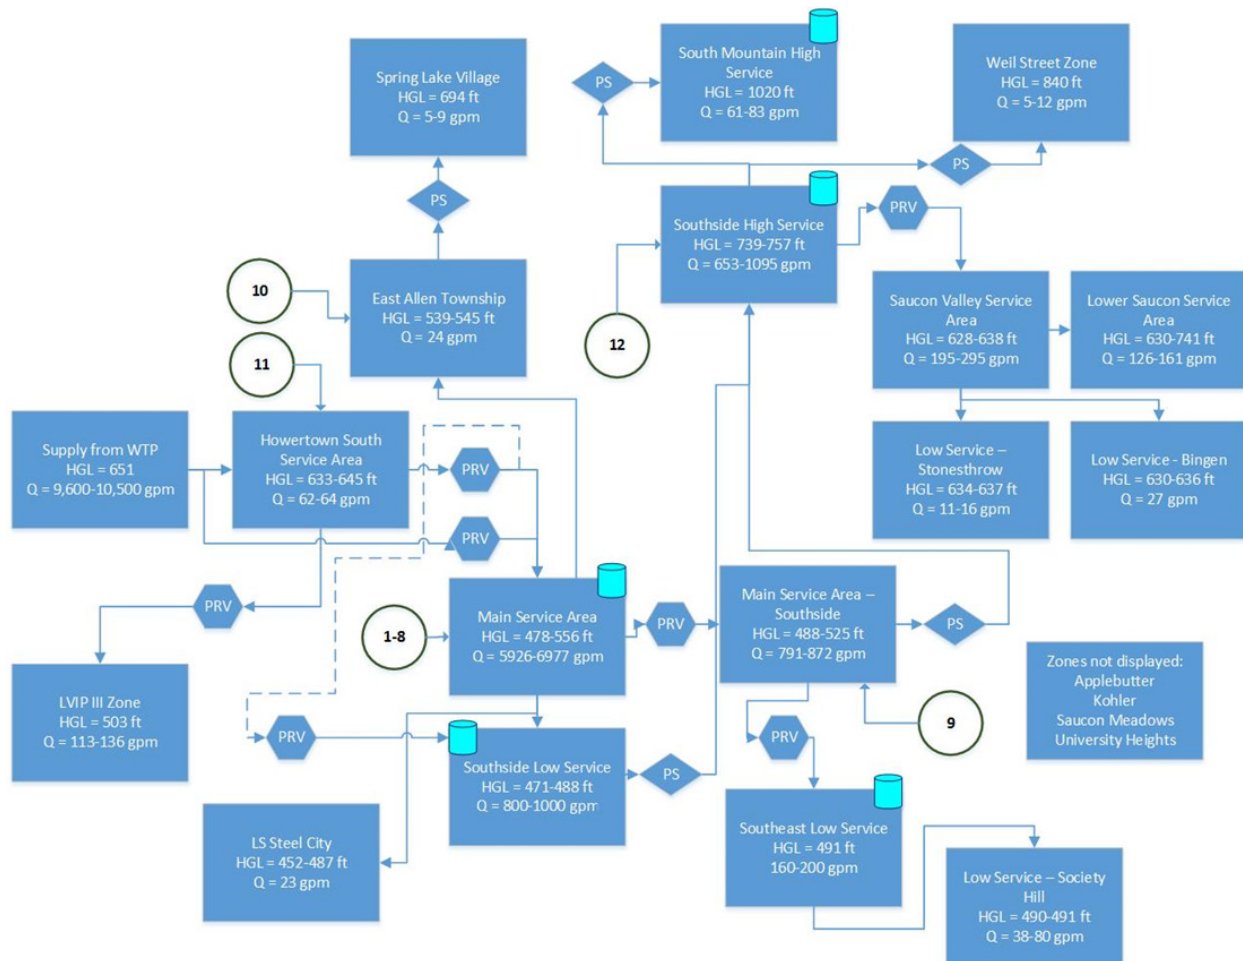 South Mountain High
Service
HGL = 1020 ft
Q = 61-83 gpm
Weil Street Zone
HGL = 840 ft
Q = 5-12 gpm
Spring Lake Village
HGL = 694 ft
Q = 5-9 gpm
PS
PS
PS
Southside High Service
HGL = 739-757 ft
Q = 653-1095 gpm
PRV
10
East Allen Township
HGL = 539-545 ft
Q = 24 gpm
12
Saucon Valley Service
Area
HGL = 628-638 ft
Q = 195-295 gpm
Lower Saucon Service
Area
HGL = 630-741 ft
Q = 126-161 gpm
11
Supply from WTP
HGL = 651
Q = 9,600-10,500 gpm
Howertown South
Service Area
HGL = 633-645 ft
Q = 62-64 gpm
PRV
PRV
Low Service –
Stonesthrow
HGL = 634-637 ft
Q = 11-16 gpm
Low Service - Bingen
HGL = 630-636 ft
Q = 27 gpm
PRV
1-8
Main Service Area
HGL = 478-556 ft
Q = 5926-6977 gpm
PRV
Main Service Area –
Southside
HGL = 488-525 ft
Q = 791-872 gpm
PS
LVIP III Zone
HGL = 503 ft
Q = 113-136 gpm
Zones not displayed:
Applebutter
Kohler
Saucon Meadows
University Heights
9
PRV
Southside Low Service
HGL = 471-488 ft
Q = 800-1000 gpm
PS
PRV
LS Steel City
HGL = 452-487 ft
Q = 23 gpm
Southeast Low Service
HGL = 491 ft
160-200 gpm
Low Service – Society
Hill
HGL = 490-491 ft
Q = 38-80 gpm